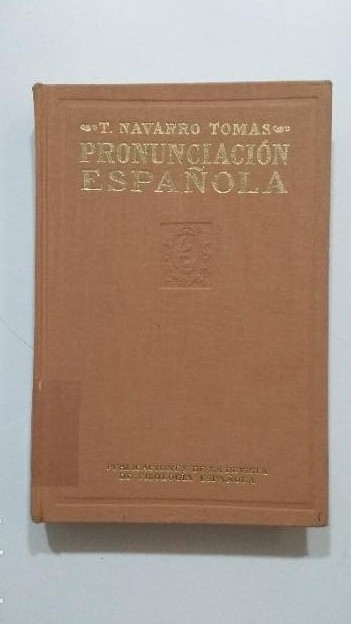 T. NAVARRO TOMAS
PRONUNCIACIÓN
ESPAÑOLA
PUBLICACIONES DE LA REVISTA
DE FILOLOGÍA ESPAÑOLA